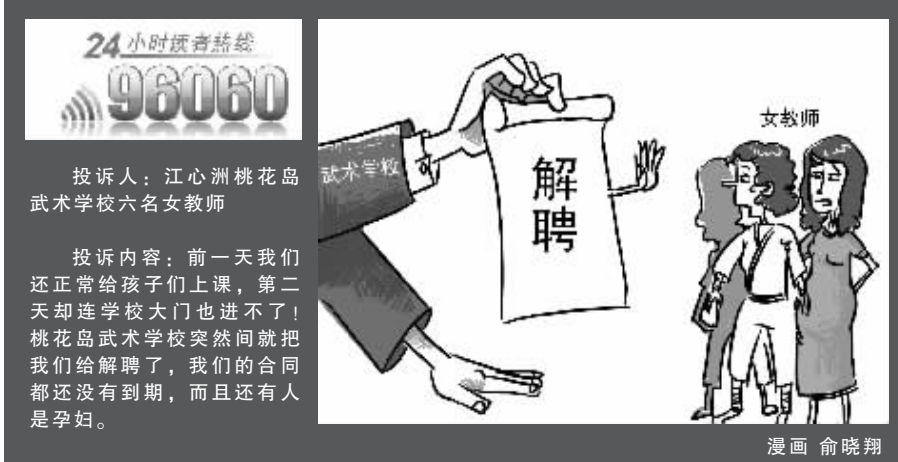 24小时读者热线
96060
投诉人：江心洲桃花岛
武术学校六名女教师
投诉内容：前一天我们
还正常给孩子们上课，第二
天却连学校大门也进不了！
桃花岛武术学校突然间就把
我们给解聘了，我们的合同
都还没有到期，而且还有人
是孕妇。
武术学校
解聘
女教师
漫画 俞晓翔